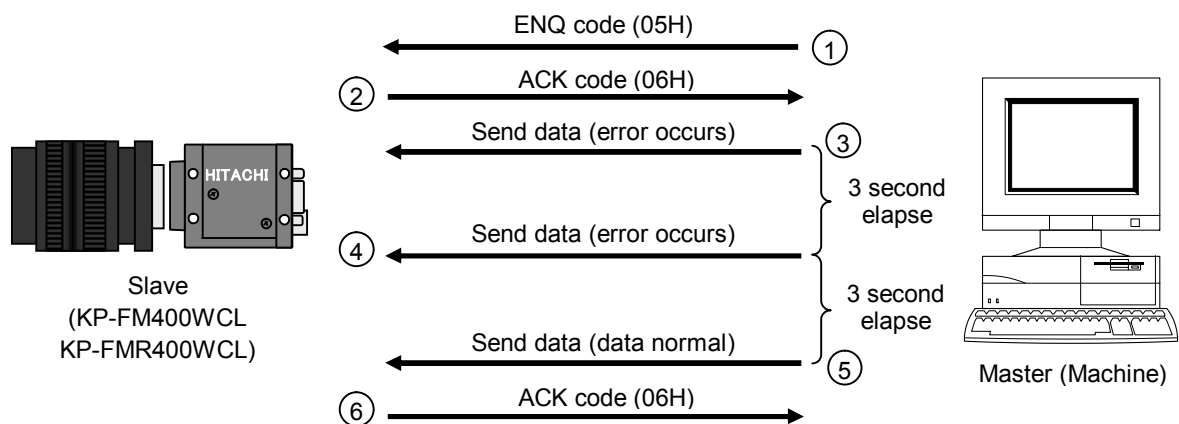 ENQ code (05H)
①
ACK code (06H)
②
Send data (error occurs)
③
HITACHI
3 second
elapse
Send data (error occurs)
④
Slave
(KP-FM400WCL
KP-FMR400WCL)
3 second
elapse
Send data (data normal)
⑤
Master (Machine)
ACK code (06H)
⑥